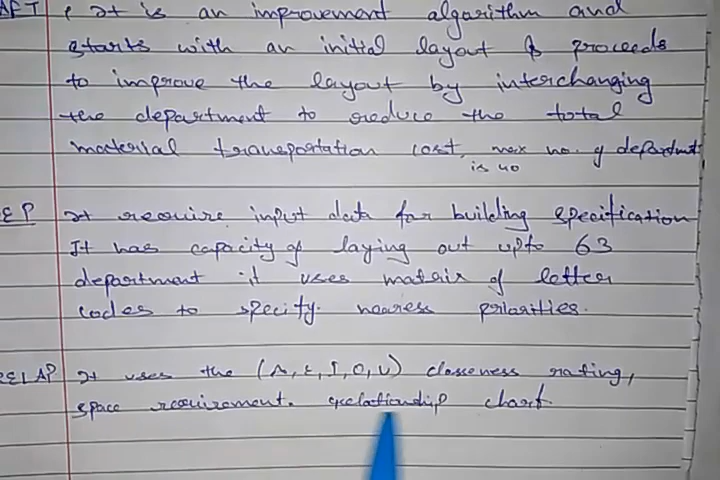 AFT : It is an improvement algorithm and
starts with an initial layout & proceeds
to improve the layout by interchanging
the department to reduce the total
material transportation cost, max no. of department
is 40
EP It require input data for building specification
It has capacity of laying out upto 63
department it uses matrix of letter
codes to specify nearess priorities.
RELAP It uses the (A, E, I, O, U) closeness rating,
space requirement. relationship chart